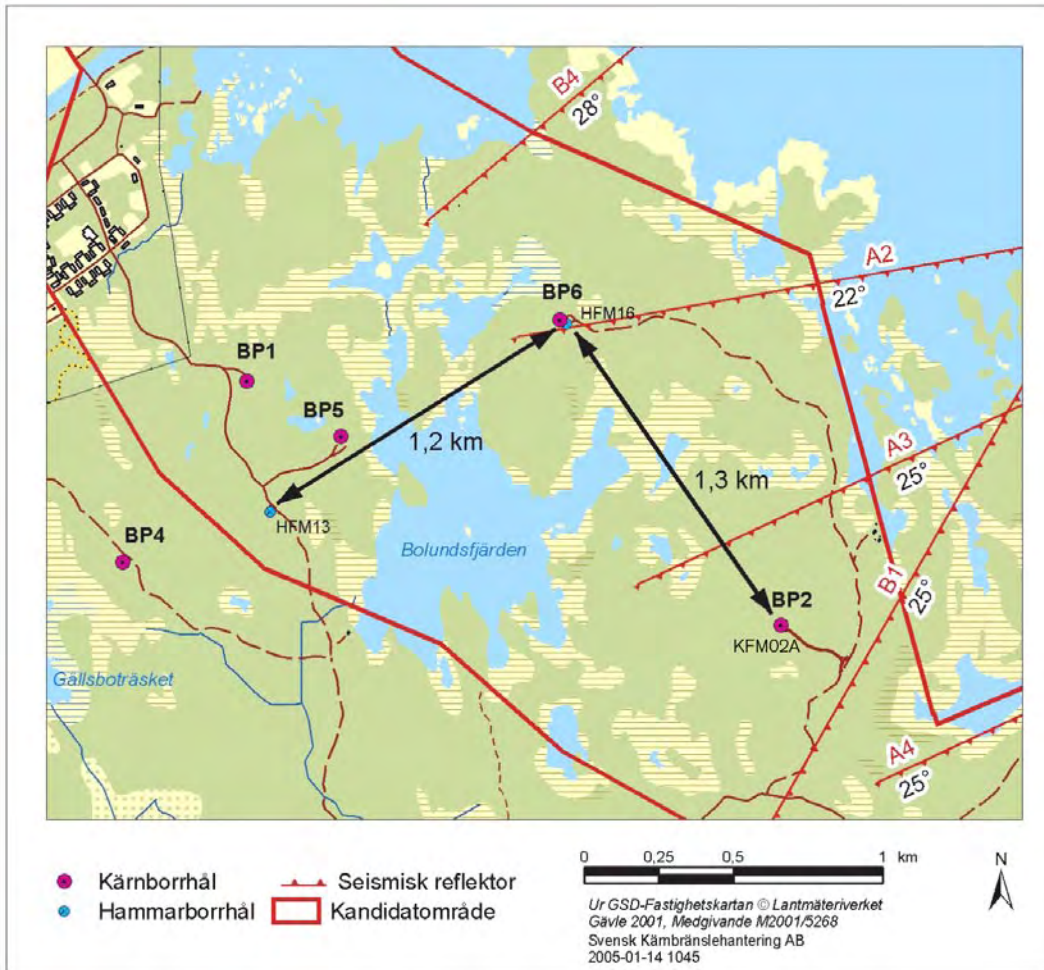 B4
28°
A2
22°
BP6
HFM16
BP1
BP5
1,2 km
A3
25°
1,3 km
HFM13
BP4
Bolundsfjärden
B1
25°
BP2
KFM02A
Gällsboträsket
A4
25°
Kärnborrhål
Hammarborrhål
Seismisk reflektor
Kandidatområde
0 0,25 0,5 1 km
N
Ur GSD-Fastighetskartan © Lantmäteriverket
Gävle 2001, Medgivande M2001/5268
Svensk Kärnbränslehantering AB
2005-01-14 1045